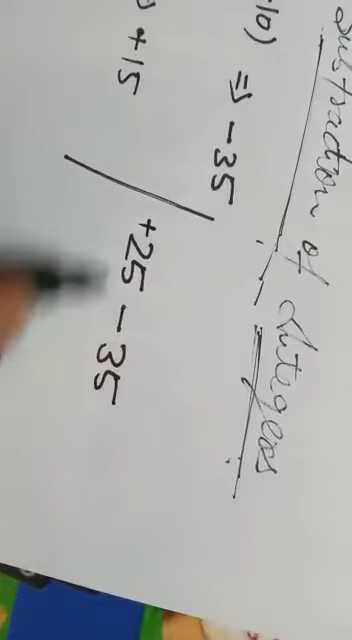 Subtraction of Integers :-
10) ⇒ -35
+15
+25 - 35